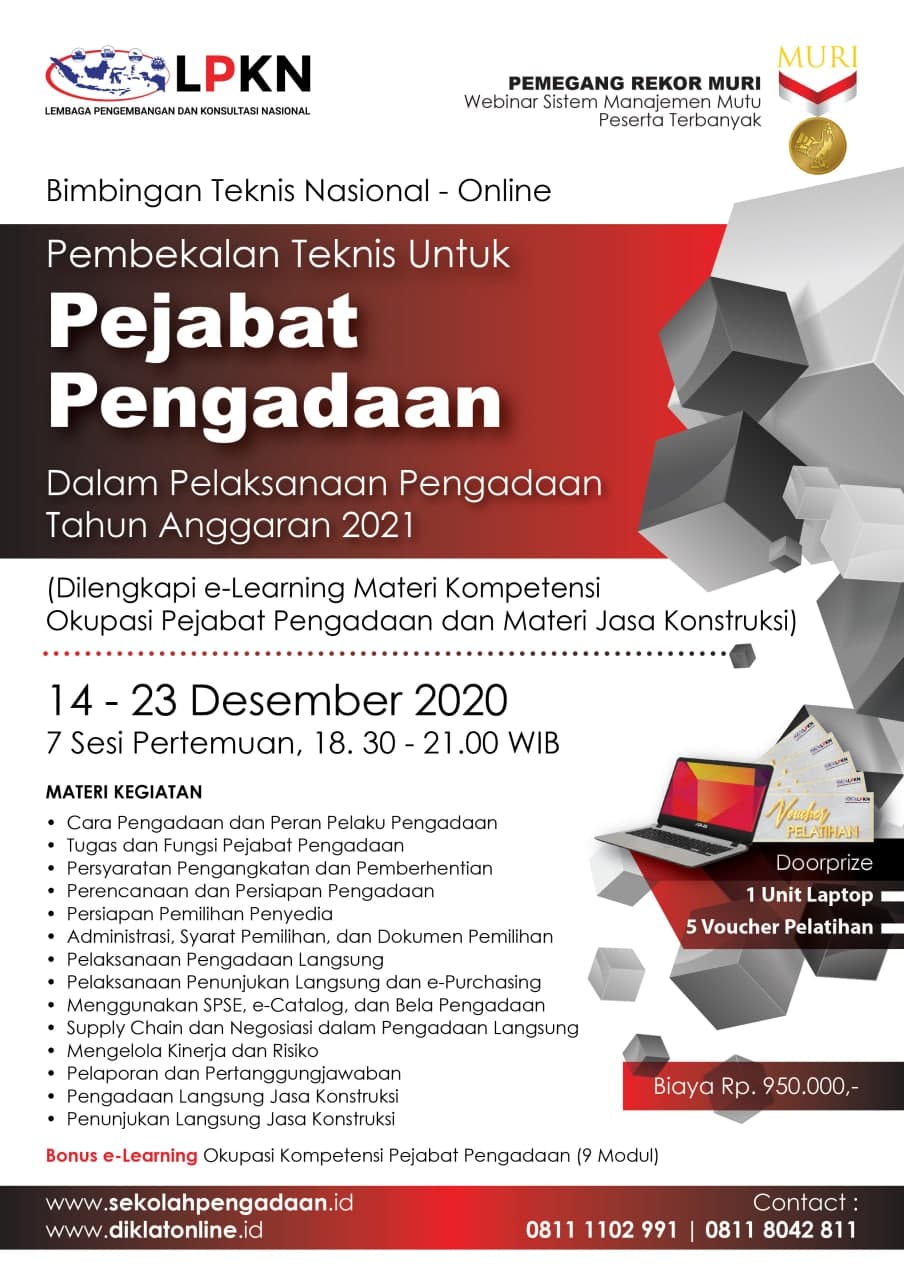 LPKN
LEMBAGA PENGEMBANGAN DAN KONSULTASI NASIONAL
PEMEGANG REKOR MURI
Webinar Sistem Manajemen Mutu
Peserta Terbanyak
MURI
Bimbingan Teknis Nasional - Online
Pembekalan Teknis Untuk
Pejabat
Pengadaan
Dalam Pelaksanaan Pengadaan
Tahun Anggaran 2021
(Dilengkapi e-Learning Materi Kompetensi
Okupasi Pejabat Pengadaan dan Materi Jasa Konstruksi)
14 - 23 Desember 2020
7 Sesi Pertemuan, 18. 30 - 21.00 WIB
MATERI KEGIATAN
• Cara Pengadaan dan Peran Pelaku Pengadaan
• Tugas dan Fungsi Pejabat Pengadaan
• Persyaratan Pengangkatan dan Pemberhentian
• Perencanaan dan Persiapan Pengadaan
• Persiapan Pemilihan Penyedia
• Administrasi, Syarat Pemilihan, dan Dokumen Pemilihan
• Pelaksanaan Pengadaan Langsung
• Pelaksanaan Penunjukan Langsung dan e-Purchasing
• Menggunakan SPSE, e-Catalog, dan Bela Pengadaan
• Supply Chain dan Negosiasi dalam Pengadaan Langsung
• Mengelola Kinerja dan Risiko
• Pelaporan dan Pertanggungjawaban
• Pengadaan Langsung Jasa Konstruksi
• Penunjukan Langsung Jasa Konstruksi
Bonus e-Learning Okupasi Kompetensi Pejabat Pengadaan (9 Modul)
LPKN
Voucher
PELATIHAN
Doorprize
1 Unit Laptop
5 Voucher Pelatihan
Biaya Rp. 950.000,-
www.sekolahpengadaan.id
www.diklatonline.id
Contact :
0811 1102 991 | 0811 8042 811